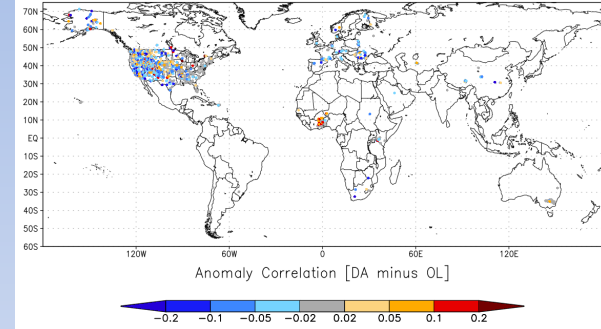 70N
60N
50N
40N
30N
20N
10N
EQ
10S
20S
30S
40S
50S
60S
120W 60W 0 60E 120E
Anomaly Correlation [DA minus OL]
-0.2 -0.1 -0.05 -0.02 0.02 0.05 0.1 0.2